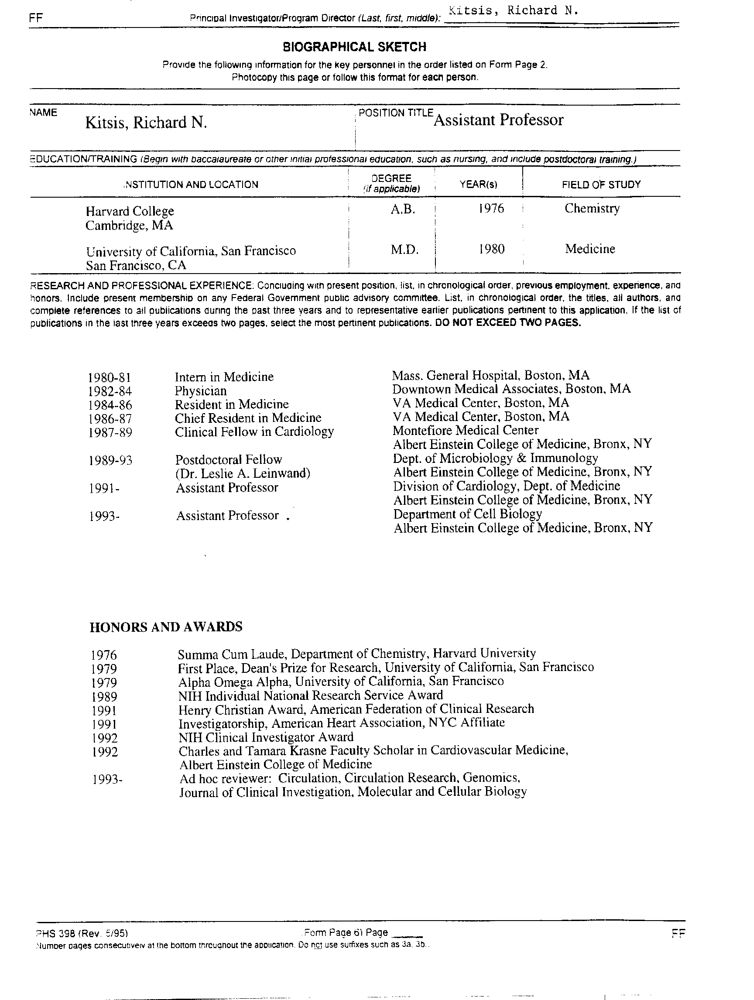 FF
Principal Investigator/Program Director (Last, first, middle): Kitsis, Richard N.
BIOGRAPHICAL SKETCH
Provide the following information for the key personnel in the order listed on Form Page 2.
Photocopy this page or follow this format for each person.
NAME
Kitsis, Richard N.
POSITION TITLE
Assistant Professor
EDUCATION/TRAINING (Begin with baccalaureate or other initial professional education, such as nursing, and include postdoctoral training.)
INSTITUTION AND LOCATION DEGREE (if applicable) YEAR(s) FIELD OF STUDY
Harvard College A.B. 1976 Chemistry
Cambridge, MA
University of California, San Francisco M.D. 1980 Medicine
San Francisco, CA
RESEARCH AND PROFESSIONAL EXPERIENCE: Concluding with present position, list, in chronological order, previous employment, experience, and
honors. Include present membership on any Federal Government public advisory committee. List, in chronological order, the titles, all authors, and
complete references to all publications during the past three years and to representative earlier publications pertinent to this application. If the list of
publications in the last three years exceeds two pages, select the most pertinent publications. DO NOT EXCEED TWO PAGES.
1980-81 Intern in Medicine Mass. General Hospital, Boston, MA
1982-84 Physician Downtown Medical Associates, Boston, MA
1984-86 Resident in Medicine VA Medical Center, Boston, MA
1986-87 Chief Resident in Medicine VA Medical Center, Boston, MA
1987-89 Clinical Fellow in Cardiology Montefiore Medical Center
Albert Einstein College of Medicine, Bronx, NY
1989-93 Postdoctoral Fellow Dept. of Microbiology & Immunology
(Dr. Leslie A. Leinwand) Albert Einstein College of Medicine, Bronx, NY
1991- Assistant Professor Division of Cardiology, Dept. of Medicine
Albert Einstein College of Medicine, Bronx, NY
1993- Assistant Professor . Department of Cell Biology
Albert Einstein College of Medicine, Bronx, NY
HONORS AND AWARDS
1976 Summa Cum Laude, Department of Chemistry, Harvard University
1979 First Place, Dean's Prize for Research, University of California, San Francisco
1979 Alpha Omega Alpha, University of California, San Francisco
1989 NIH Individual National Research Service Award
1991 Henry Christian Award, American Federation of Clinical Research
1991 Investigatorship, American Heart Association, NYC Affiliate
1992 NIH Clinical Investigator Award
1992 Charles and Tamara Krasne Faculty Scholar in Cardiovascular Medicine,
Albert Einstein College of Medicine
1993- Ad hoc reviewer: Circulation, Circulation Research, Genomics,
Journal of Clinical Investigation, Molecular and Cellular Biology
PHS 398 (Rev. 5/95) (Form Page 6) Page ____ FF
Number pages consecutively at the bottom throughout the application. Do not use suffixes such as 3a, 3b.